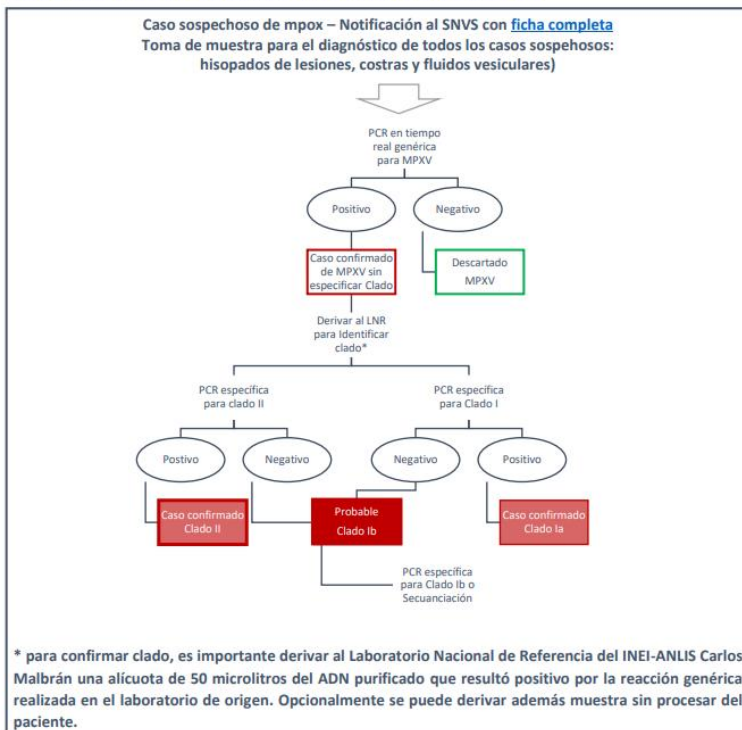 Caso sospechoso de mpox – Notificación al SNVS con ficha completa
Toma de muestra para el diagnóstico de todos los casos sospehosos:
hisopados de lesiones, costras y fluidos vesiculares)
PCR en tiempo
real genérica
para MPXV
Positivo
Negativo
Caso confirmado
de MPXV sin
especificar Clado
Descartado
MPXV
Derivar al LNR
para Identificar
clado*
PCR específica
para clado II
PCR específica
para Clado I
Postivo
Negativo
Negativo
Positivo
Caso confirmado
Clado II
Probable
Clado Ib
Caso confirmado
Clado Ia
PCR específica
para Clado Ib o
Secuanciación
* para confirmar clado, es importante derivar al Laboratorio Nacional de Referencia del INEI-ANLIS Carlos
Malbrán una alícuota de 50 microlitros del ADN purificado que resultó positivo por la reacción genérica
realizada en el laboratorio de origen. Opcionalmente se puede derivar además muestra sin procesar del
paciente.